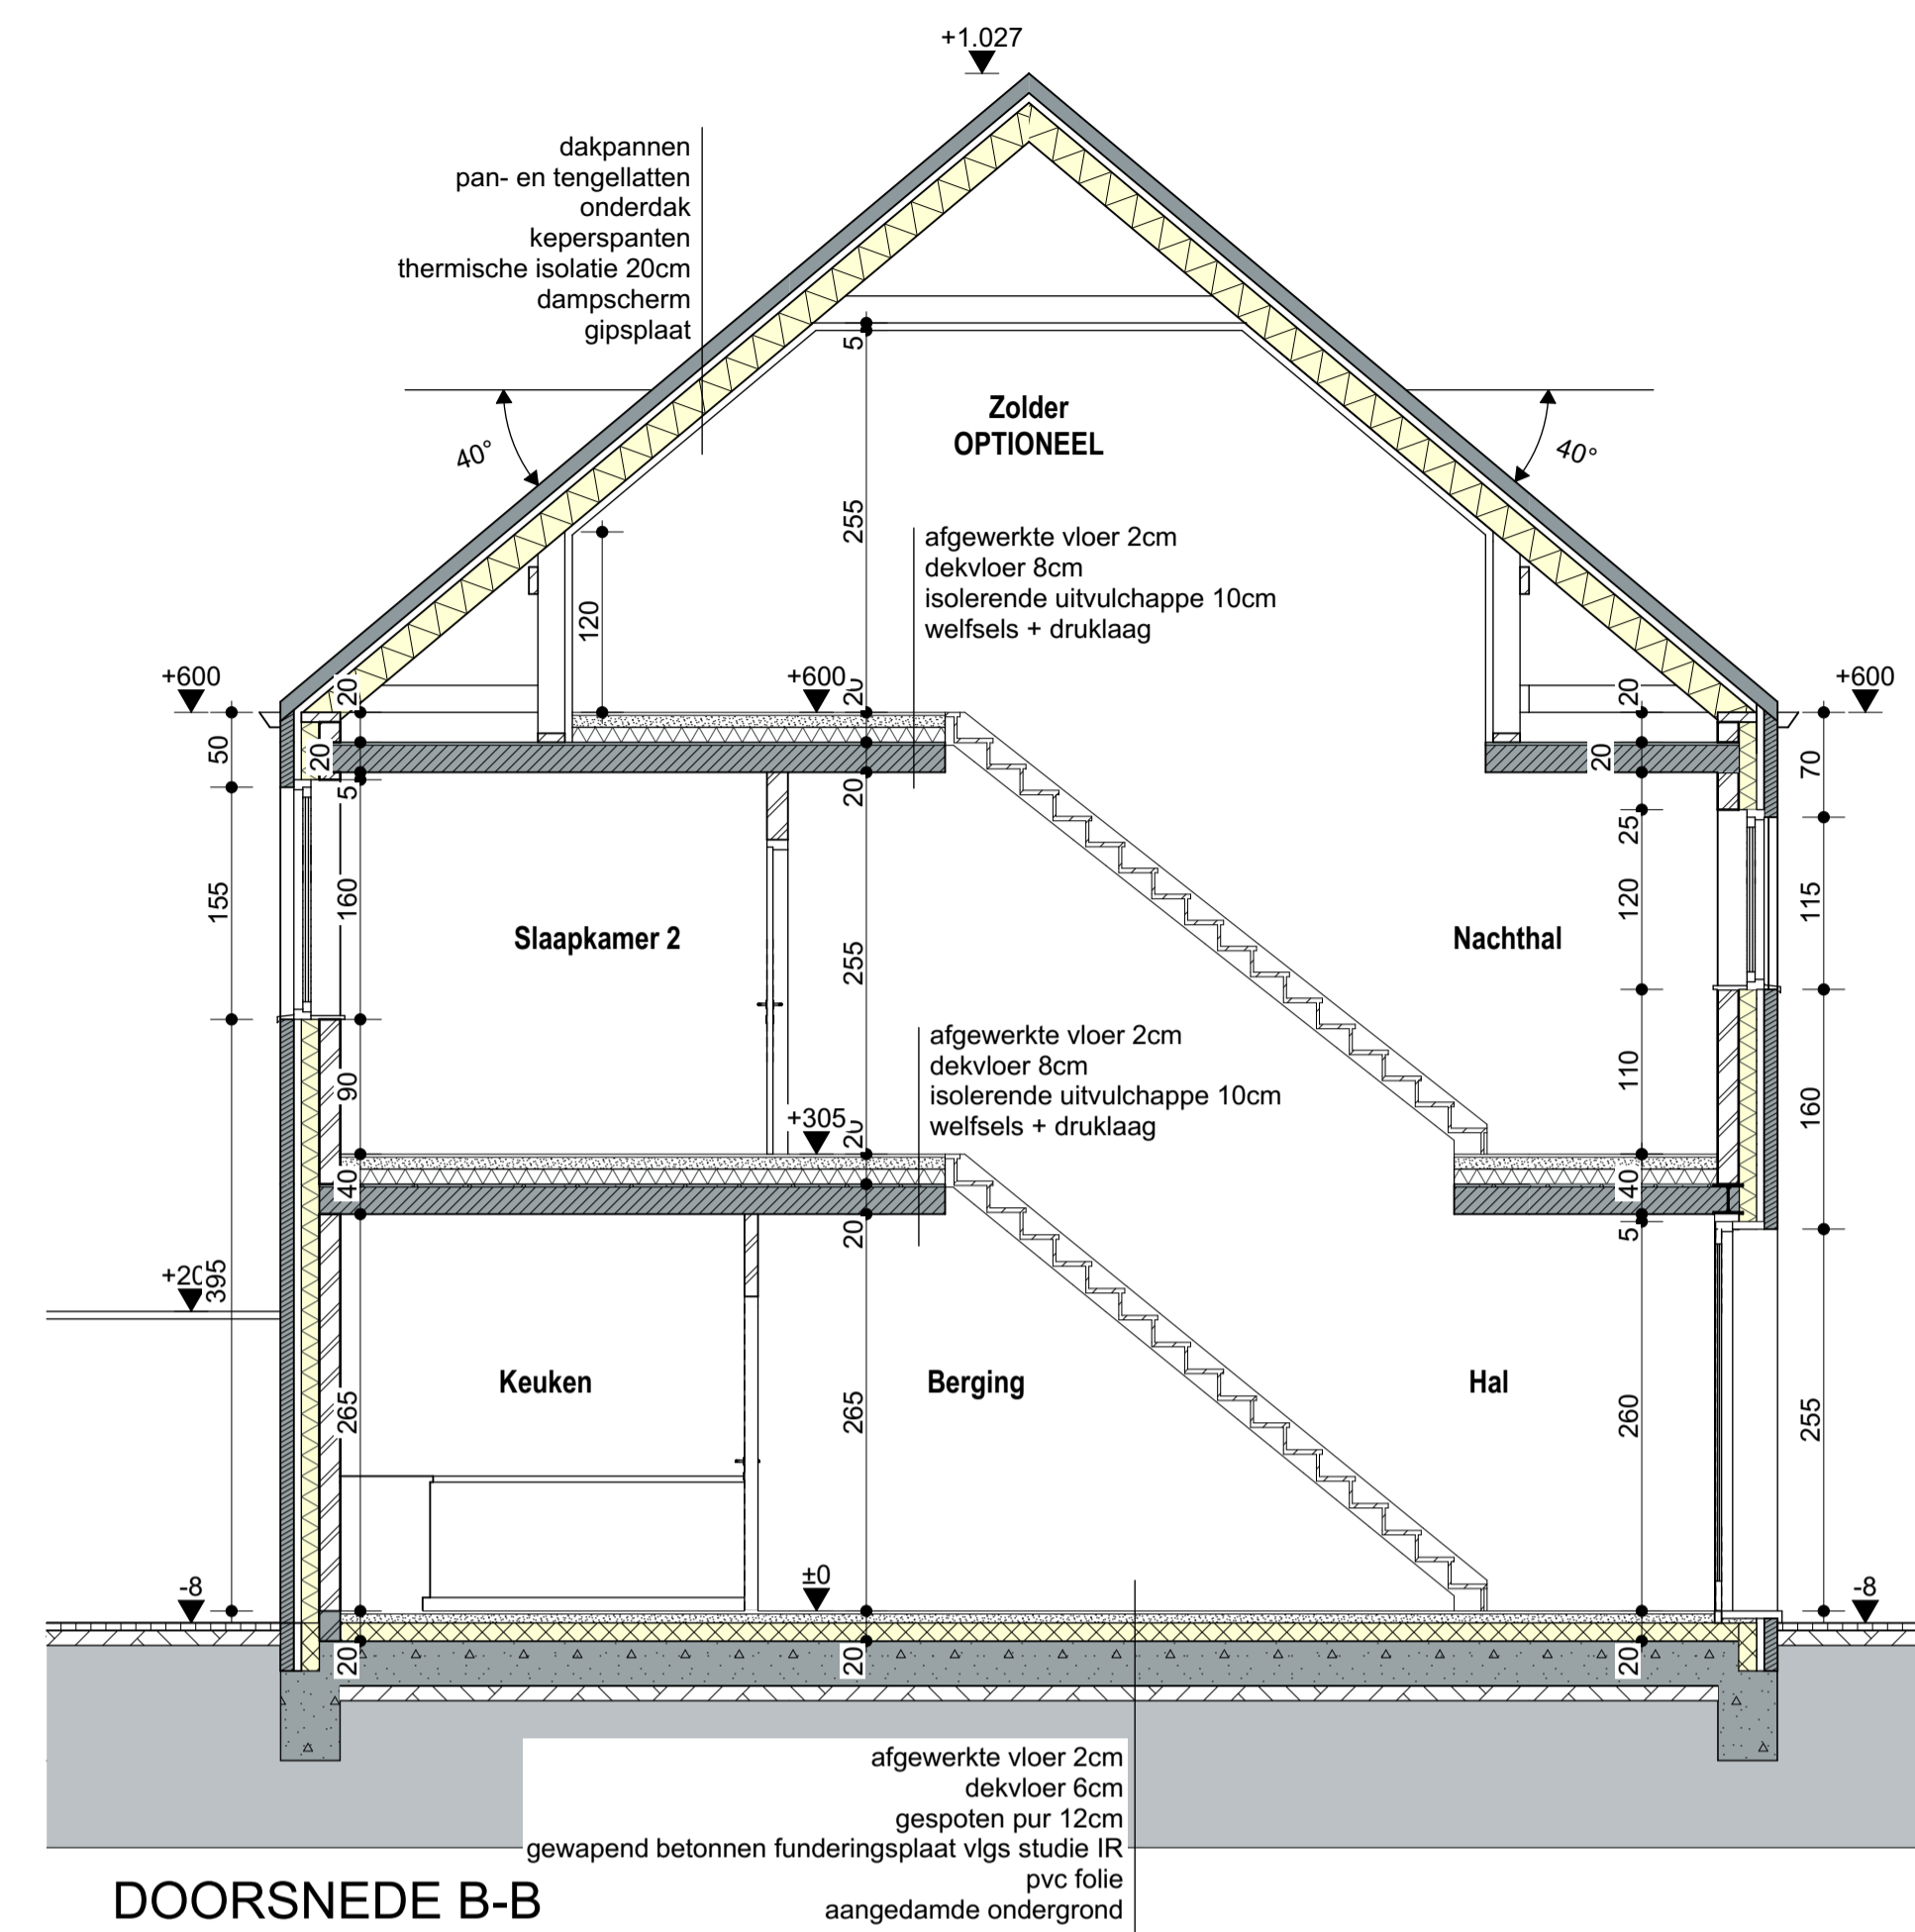 +1.027
dakpannen
pan- en tengellatten
onderdak
keperspanten
thermische isolatie 20cm
dampscherm
gipsplaat
5
Zolder
OPTIONEEL
40°
40°
255
afgewerkte vloer 2cm
dekvloer 8cm
isolerende uitvulchappe 10cm
welfsels + druklaag
120
+600
20
+600
20
20
+600
50
20
5
20
20
70
25
155
160
Slaapkamer 2
255
Nachthal
120
115
afgewerkte vloer 2cm
dekvloer 8cm
isolerende uitvulchappe 10cm
welfsels + druklaag
90
+305
20
110
160
40
20
40
5
+20
395
265
Keuken
265
Berging
Hal
260
255
-8
±0
-8
20
20
20
afgewerkte vloer 2cm
dekvloer 6cm
gespoten pur 12cm
gewapend betonnen funderingsplaat vlgs studie IR
pvc folie
aangedamde ondergrond
DOORSNEDE B-B